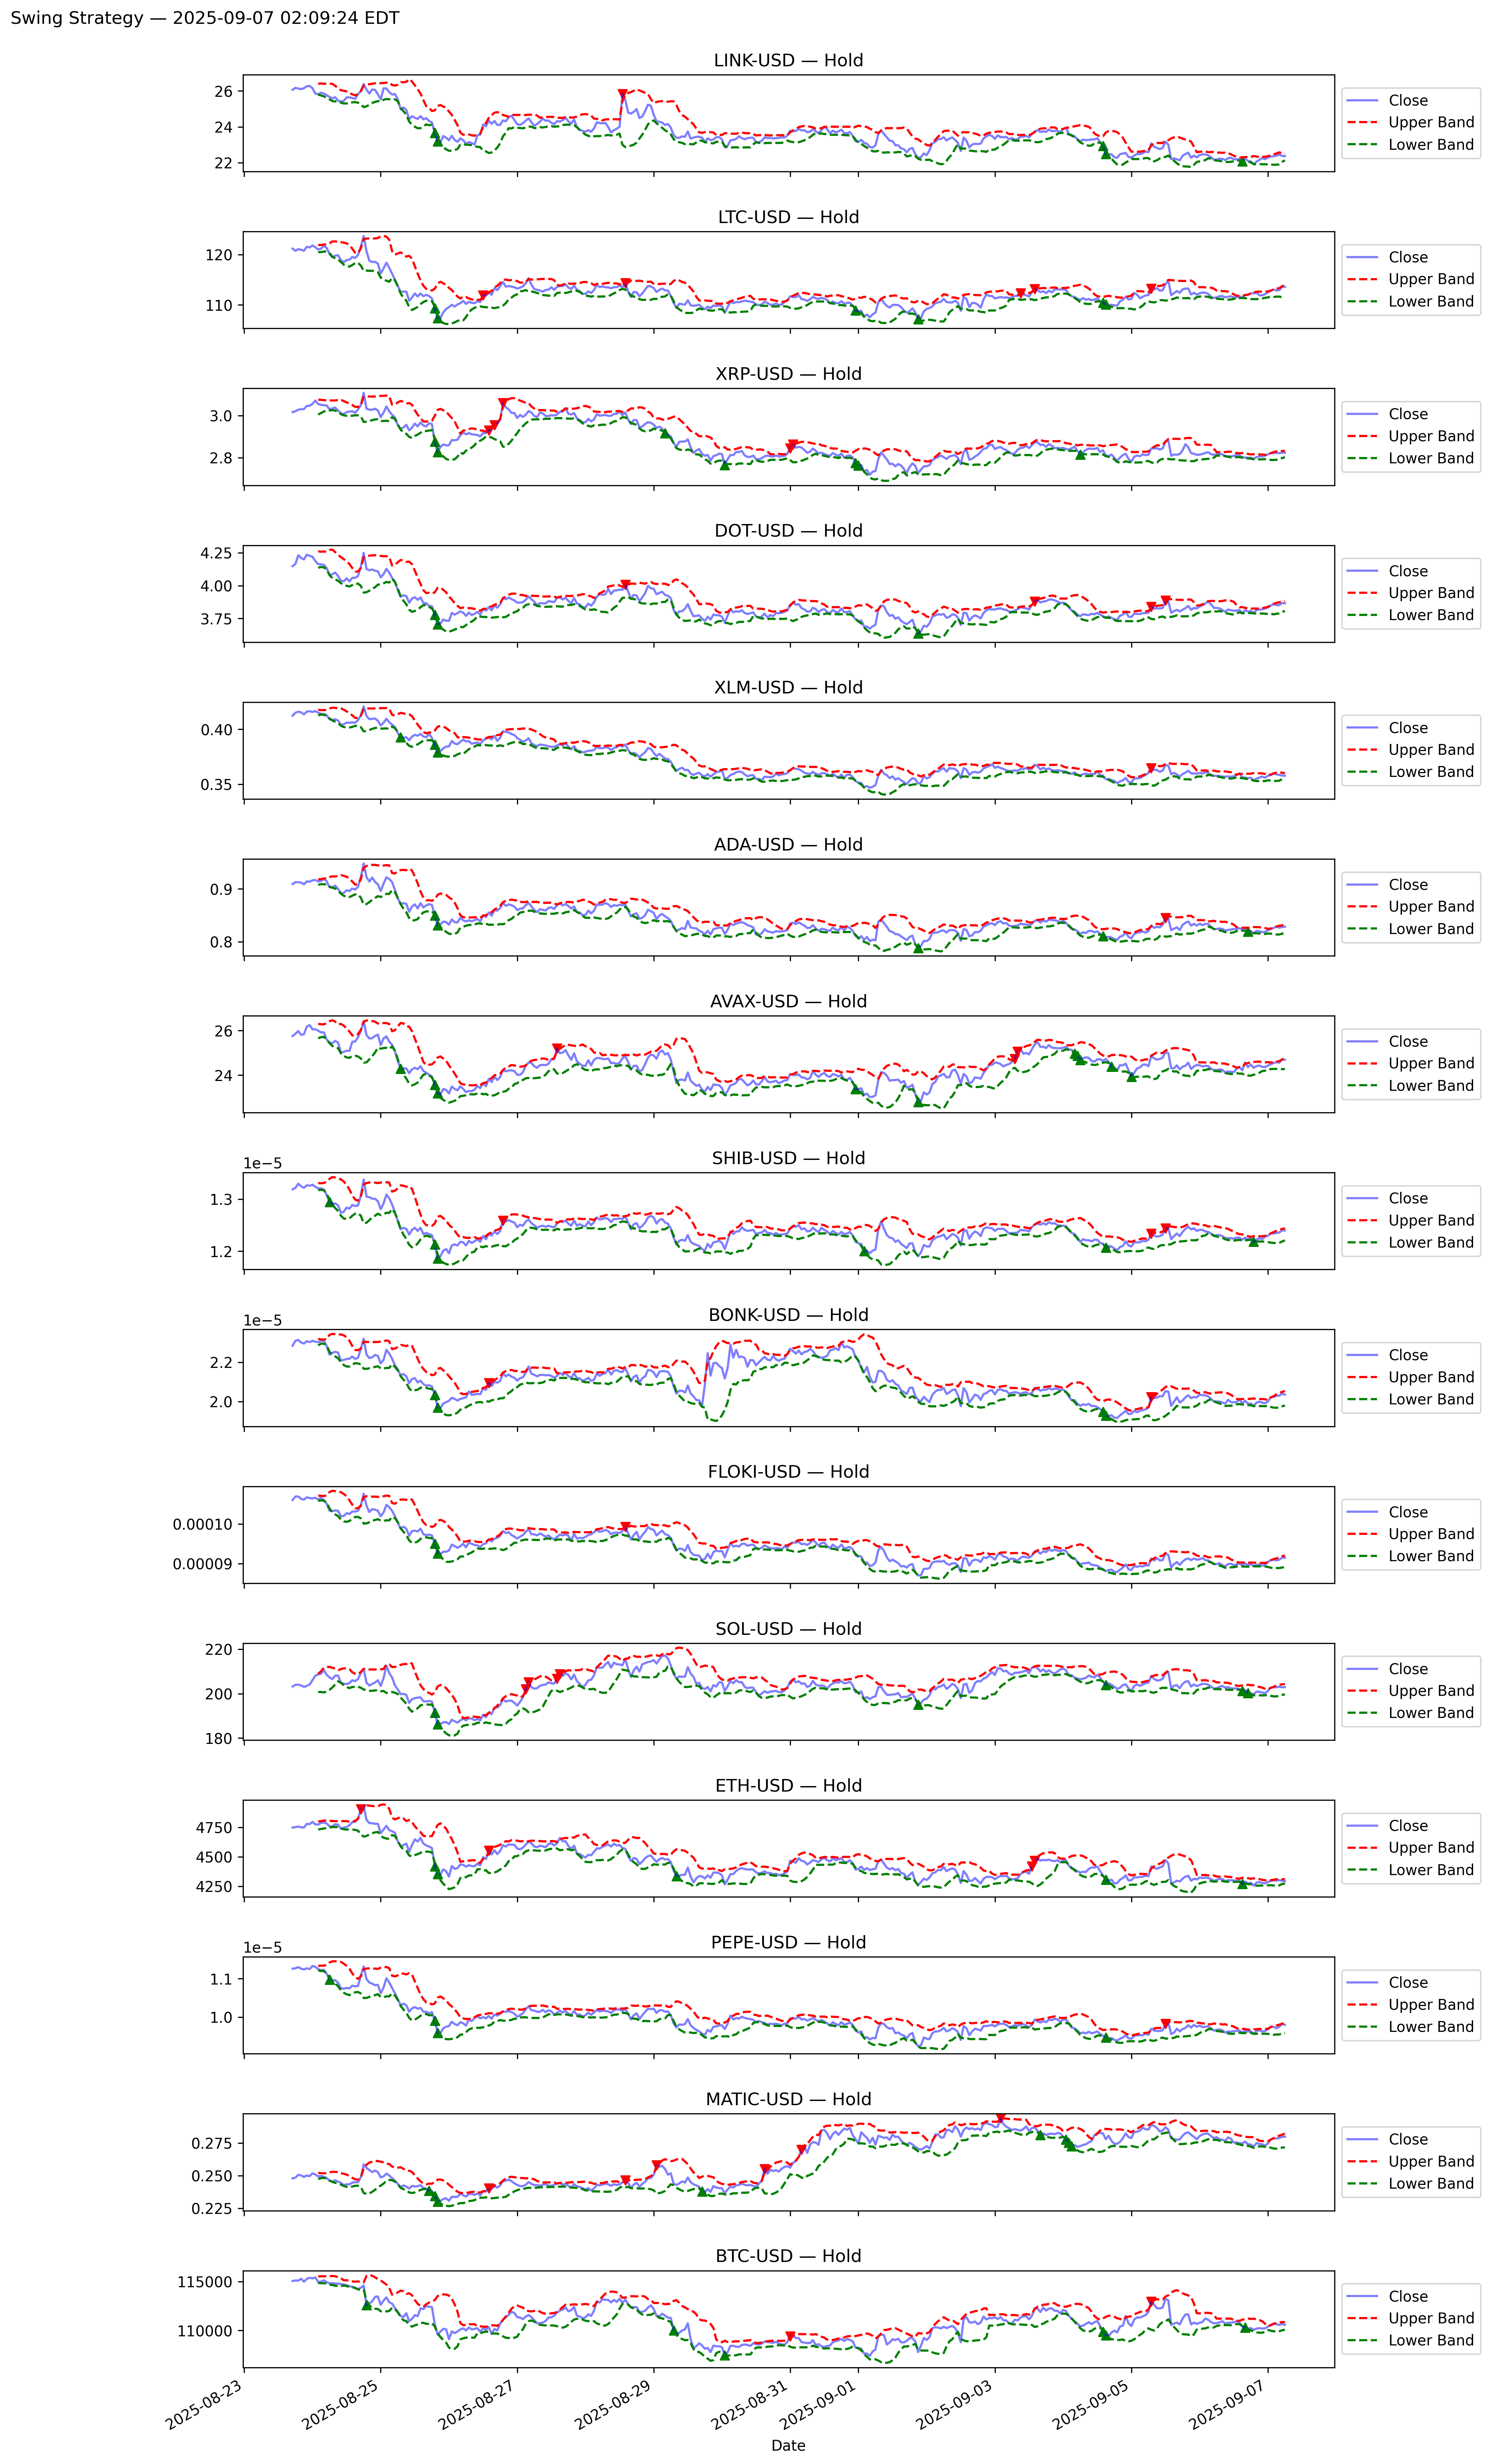 Swing Strategy — 2025-09-07 02:09:24 EDT
LINK-USD — Hold
26
24
22
Close
Upper Band
Lower Band
LTC-USD — Hold
120
110
Close
Upper Band
Lower Band
XRP-USD — Hold
3.0
2.8
Close
Upper Band
Lower Band
DOT-USD — Hold
4.25
4.00
3.75
Close
Upper Band
Lower Band
XLM-USD — Hold
0.40
0.35
Close
Upper Band
Lower Band
ADA-USD — Hold
0.9
0.8
Close
Upper Band
Lower Band
AVAX-USD — Hold
26
24
Close
Upper Band
Lower Band
SHIB-USD — Hold
1e−5
1.3
1.2
Close
Upper Band
Lower Band
BONK-USD — Hold
1e−5
2.2
2.0
Close
Upper Band
Lower Band
FLOKI-USD — Hold
0.00010
0.00009
Close
Upper Band
Lower Band
SOL-USD — Hold
220
200
180
Close
Upper Band
Lower Band
ETH-USD — Hold
4750
4500
4250
Close
Upper Band
Lower Band
PEPE-USD — Hold
1e−5
1.1
1.0
Close
Upper Band
Lower Band
MATIC-USD — Hold
0.275
0.250
0.225
Close
Upper Band
Lower Band
BTC-USD — Hold
115000
110000
Close
Upper Band
Lower Band
2025-08-23
2025-08-25
2025-08-27
2025-08-29
2025-08-31
2025-09-01
2025-09-03
2025-09-05
2025-09-07
Date